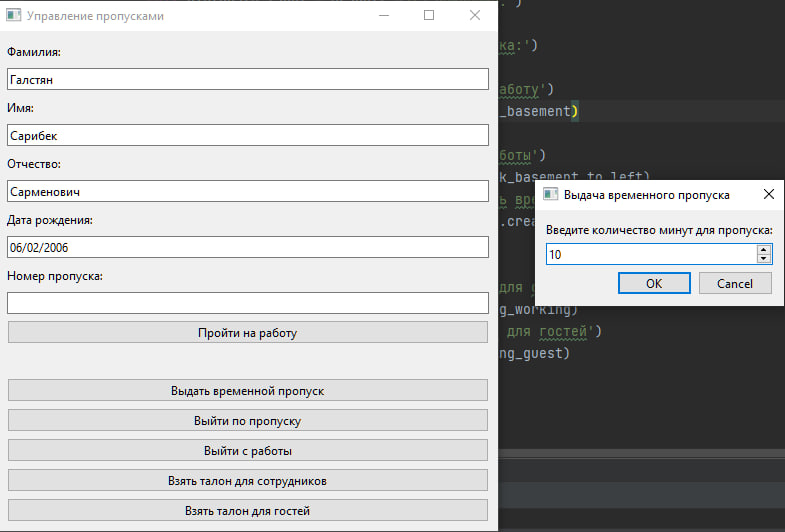 Управление пропусками
Фамилия:
Галстян
Имя:
Сарибек
Отчество:
Сарменович
Дата рождения:
06/02/2006
Номер пропуска:
Пройти на работу
Выдать временной пропуск
Выйти по пропуску
Выйти с работы
Взять талон для сотрудников
Взять талон для гостей
:')
ка:')
аботу')
_basement)
боты')
k_basement_to_left)
ь вре
.crea
для
ng_working)
для гостей')
ng_guest)
Выдача временного пропуска
Введите количество минут для пропуска:
10
OK
Cancel